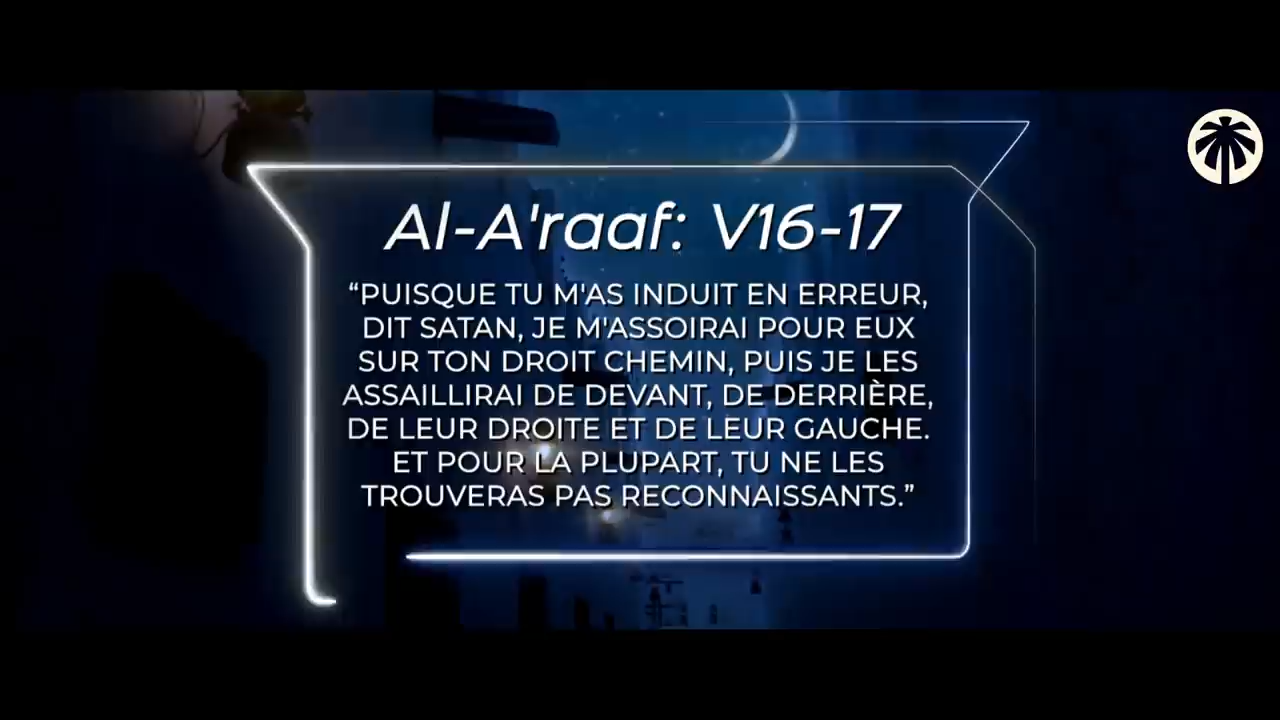 Al-A'raaf: V16-17
“PUISQUE TU M'AS INDUIT EN ERREUR,
DIT SATAN, JE M'ASSOIRAI POUR EUX
SUR TON DROIT CHEMIN, PUIS JE LES
ASSAILLIRAI DE DEVANT, DE DERRIÈRE,
DE LEUR DROITE ET DE LEUR GAUCHE.
ET POUR LA PLUPART, TU NE LES
TROUVERAS PAS RECONNAISSANTS.”